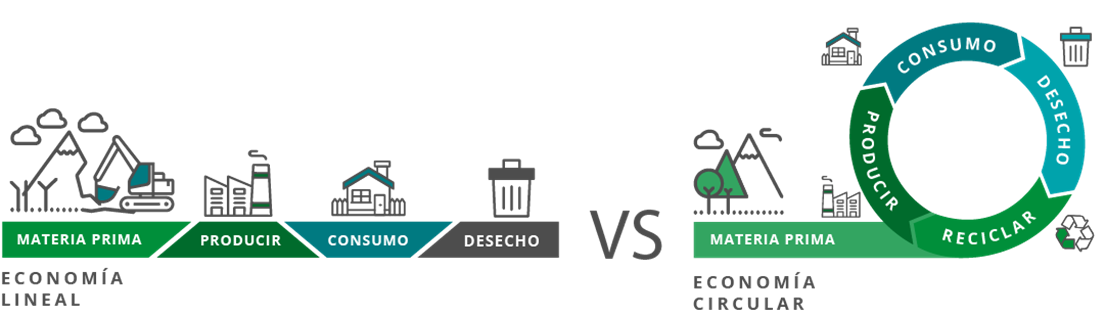 MATERIA PRIMA
PRODUCIR
CONSUMO
DESECHO
ECONOMÍA
LINEAL
VS
MATERIA PRIMA
PRODUCIR
CONSUMO
DESECHO
RECICLAR
ECONOMÍA
CIRCULAR